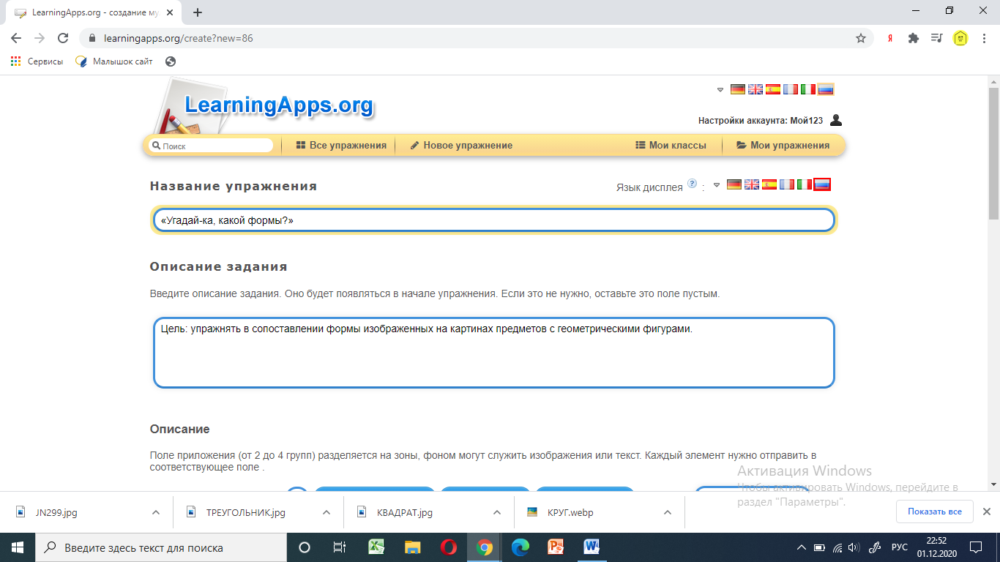 LearningApps.org - создание му
learningapps.org/create?new=86
Я
Сервисы
Малышок сайт
LearningApps.org
Настройки аккаунта: Мой123
Поиск
Все упражнения
Новое упражнение
Мои классы
Мои упражнения
Название упражнения
Язык дисплея ? :
«Угадай-ка, какой формы?»
Описание задания
Введите описание задания. Оно будет появляться в начале упражнения. Если это не нужно, оставьте это поле пустым.
Цель: упражнять в сопоставлении формы изображенных на картинах предметов с геометрическими фигурами.
Описание
Поле приложения (от 2 до 4 групп) разделяется на зоны, фоном могут служить изображения или текст. Каждый элемент нужно отправить в
соответствующее поле .
Активация Windows
Чтобы активировать Windows, перейдите в
раздел "Параметры".
JN299.jpg
ТРЕУГОЛЬНИК.jpg
КВАДРАТ.jpg
КРУГ.webp
Показать все
Введите здесь текст для поиска
РУС
22:52
01.12.2020